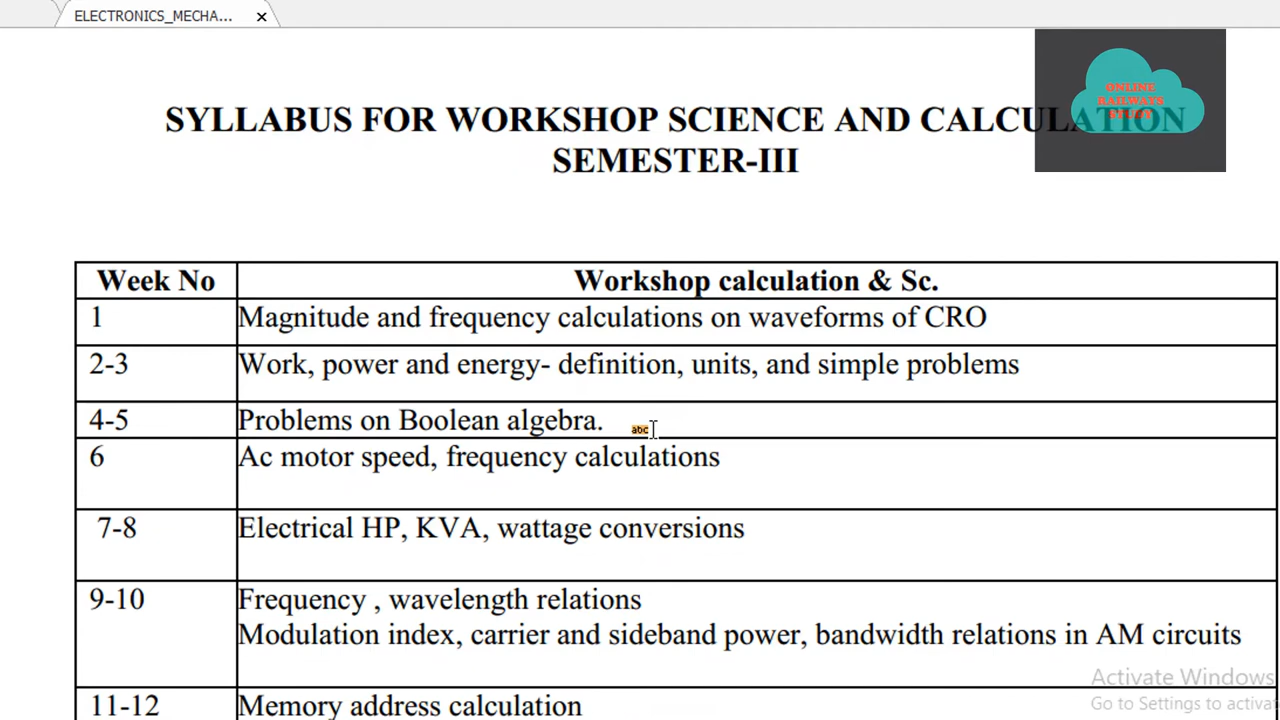 ELECTRONICS_MECHA...
ONLINE
RAILWAYS
STUDY
SYLLABUS FOR WORKSHOP SCIENCE AND CALCULATION
SEMESTER-III
Week No Workshop calculation & Sc.
1 Magnitude and frequency calculations on waveforms of CRO
2-3 Work, power and energy- definition, units, and simple problems
4-5 Problems on Boolean algebra. abc
6 Ac motor speed, frequency calculations
7-8 Electrical HP, KVA, wattage conversions
9-10 Frequency , wavelength relations
Modulation index, carrier and sideband power, bandwidth relations in AM circuits
Activate Windows
Go to Settings to activa
11-12 Memory address calculation